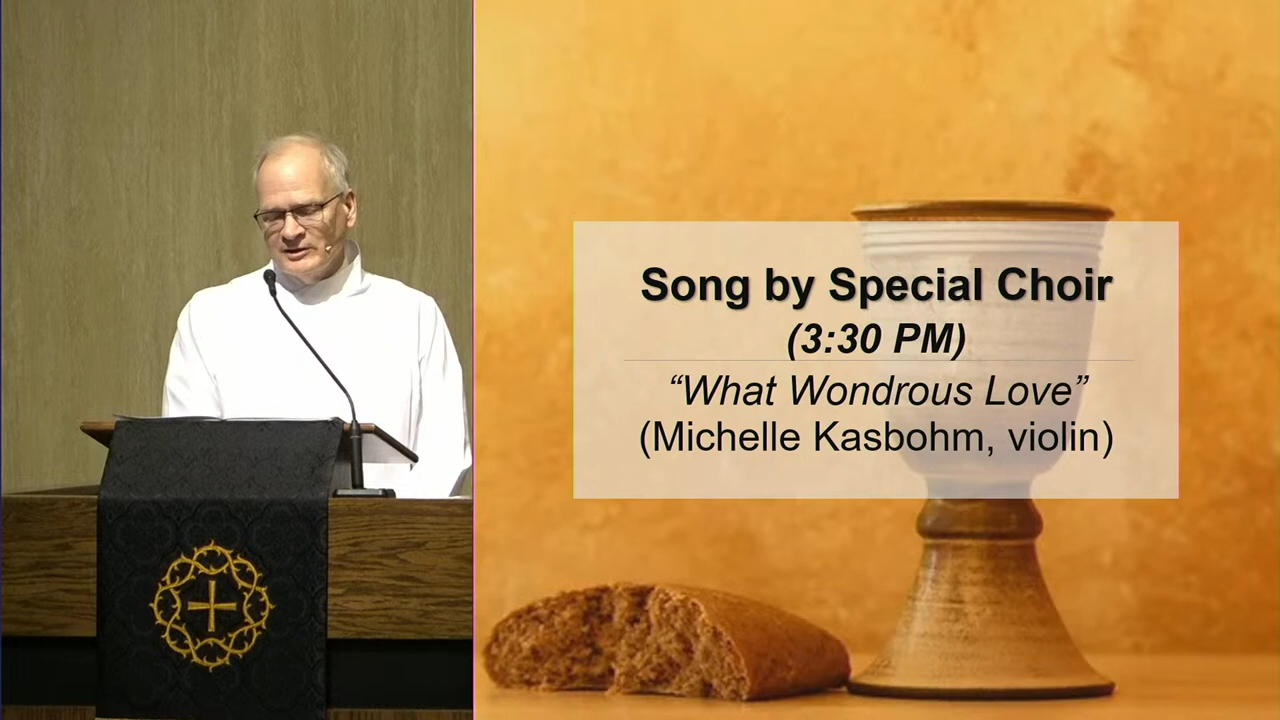 Song by Special Choir
(3:30 PM)
“What Wondrous Love”
(Michelle Kasbohm, violin)